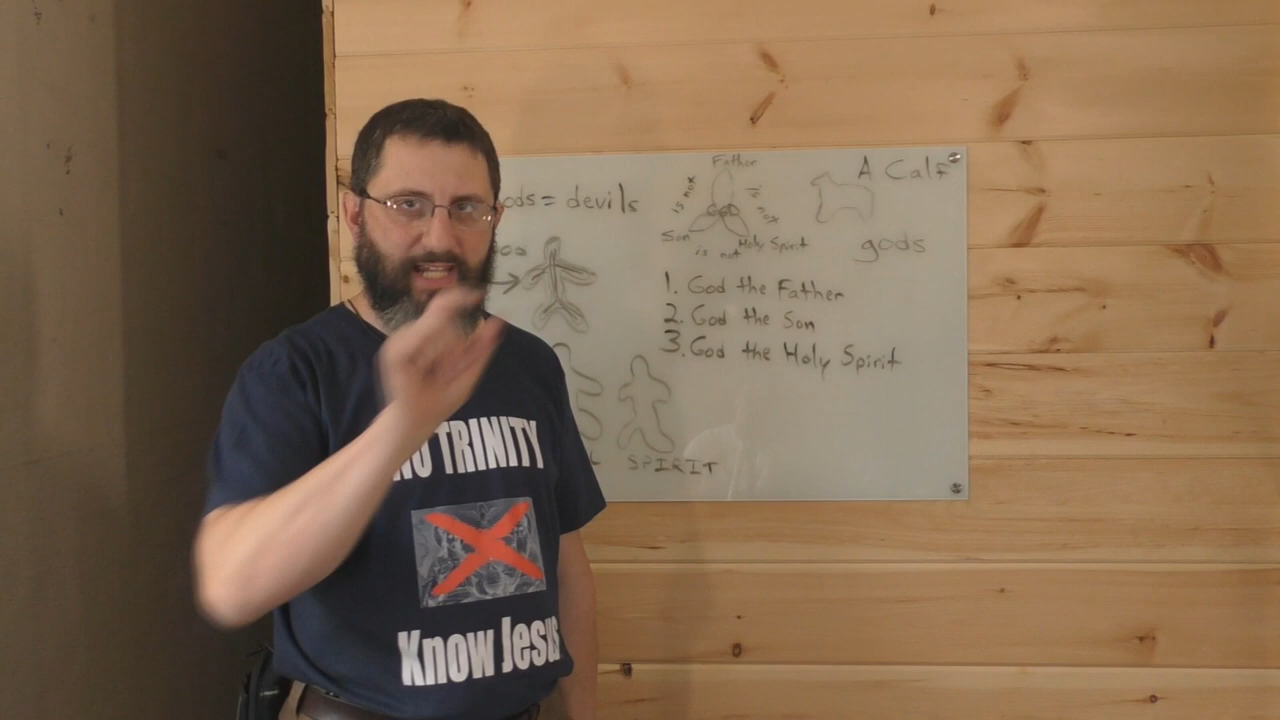 ods = devils
Father
is not
is not
God
Son
is not
Holy Spirit
A Calf
gods
1. God the Father
2. God the Son
3. God the Holy Spirit
SPIRIT
NO TRINITY
Know Jesus